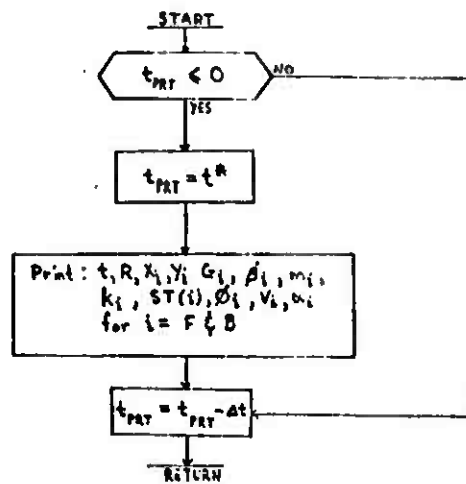 START
t_PRT ≤ 0
NO
YES
t_PRT = t*
Print: t, R, X_i, Y_i G_i, ϕ̇_i, m_i,
k_i, ST(i), Ø_i, V_i, α_i
for i = F & B
t_PRT = t_PRT - Δt
RETURN